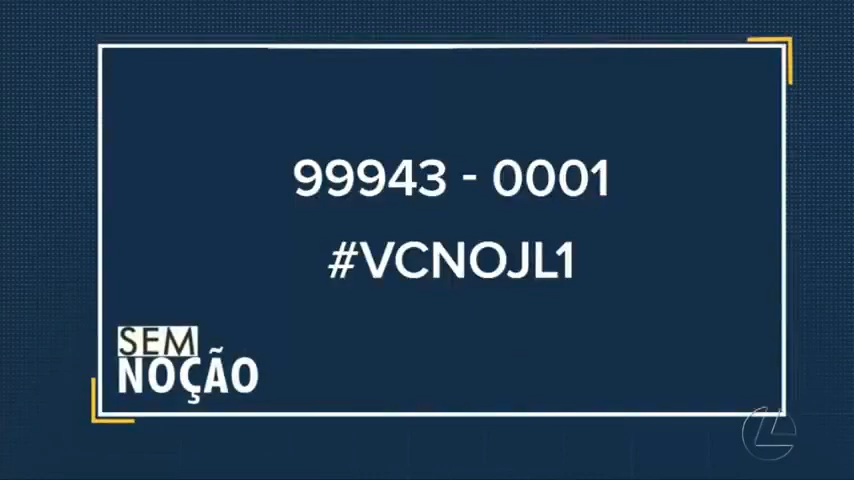 99943 - 0001
#VCNOJL1
SEM
NOÇÃO